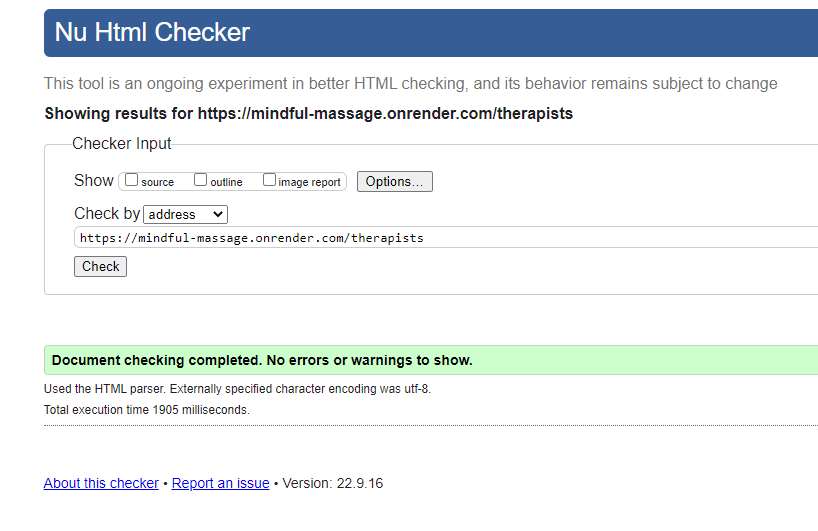 Nu Html Checker
This tool is an ongoing experiment in better HTML checking, and its behavior remains subject to change
Showing results for https://mindful-massage.onrender.com/therapists
Checker Input
Show source outline image report Options...
Check by address
https://mindful-massage.onrender.com/therapists
Check
Document checking completed. No errors or warnings to show.
Used the HTML parser. Externally specified character encoding was utf-8.
Total execution time 1905 milliseconds.
About this checker • Report an issue • Version: 22.9.16